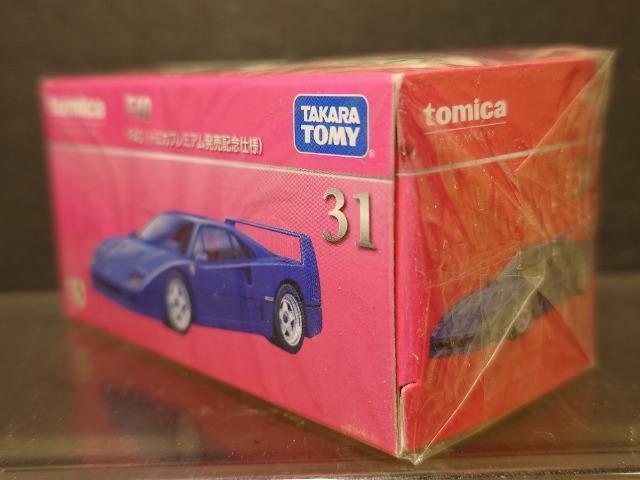 tomica
F40
F40(トミカプレミアム発売記念仕様)
TAKARA
TOMY
31
tomica
PREMIUM